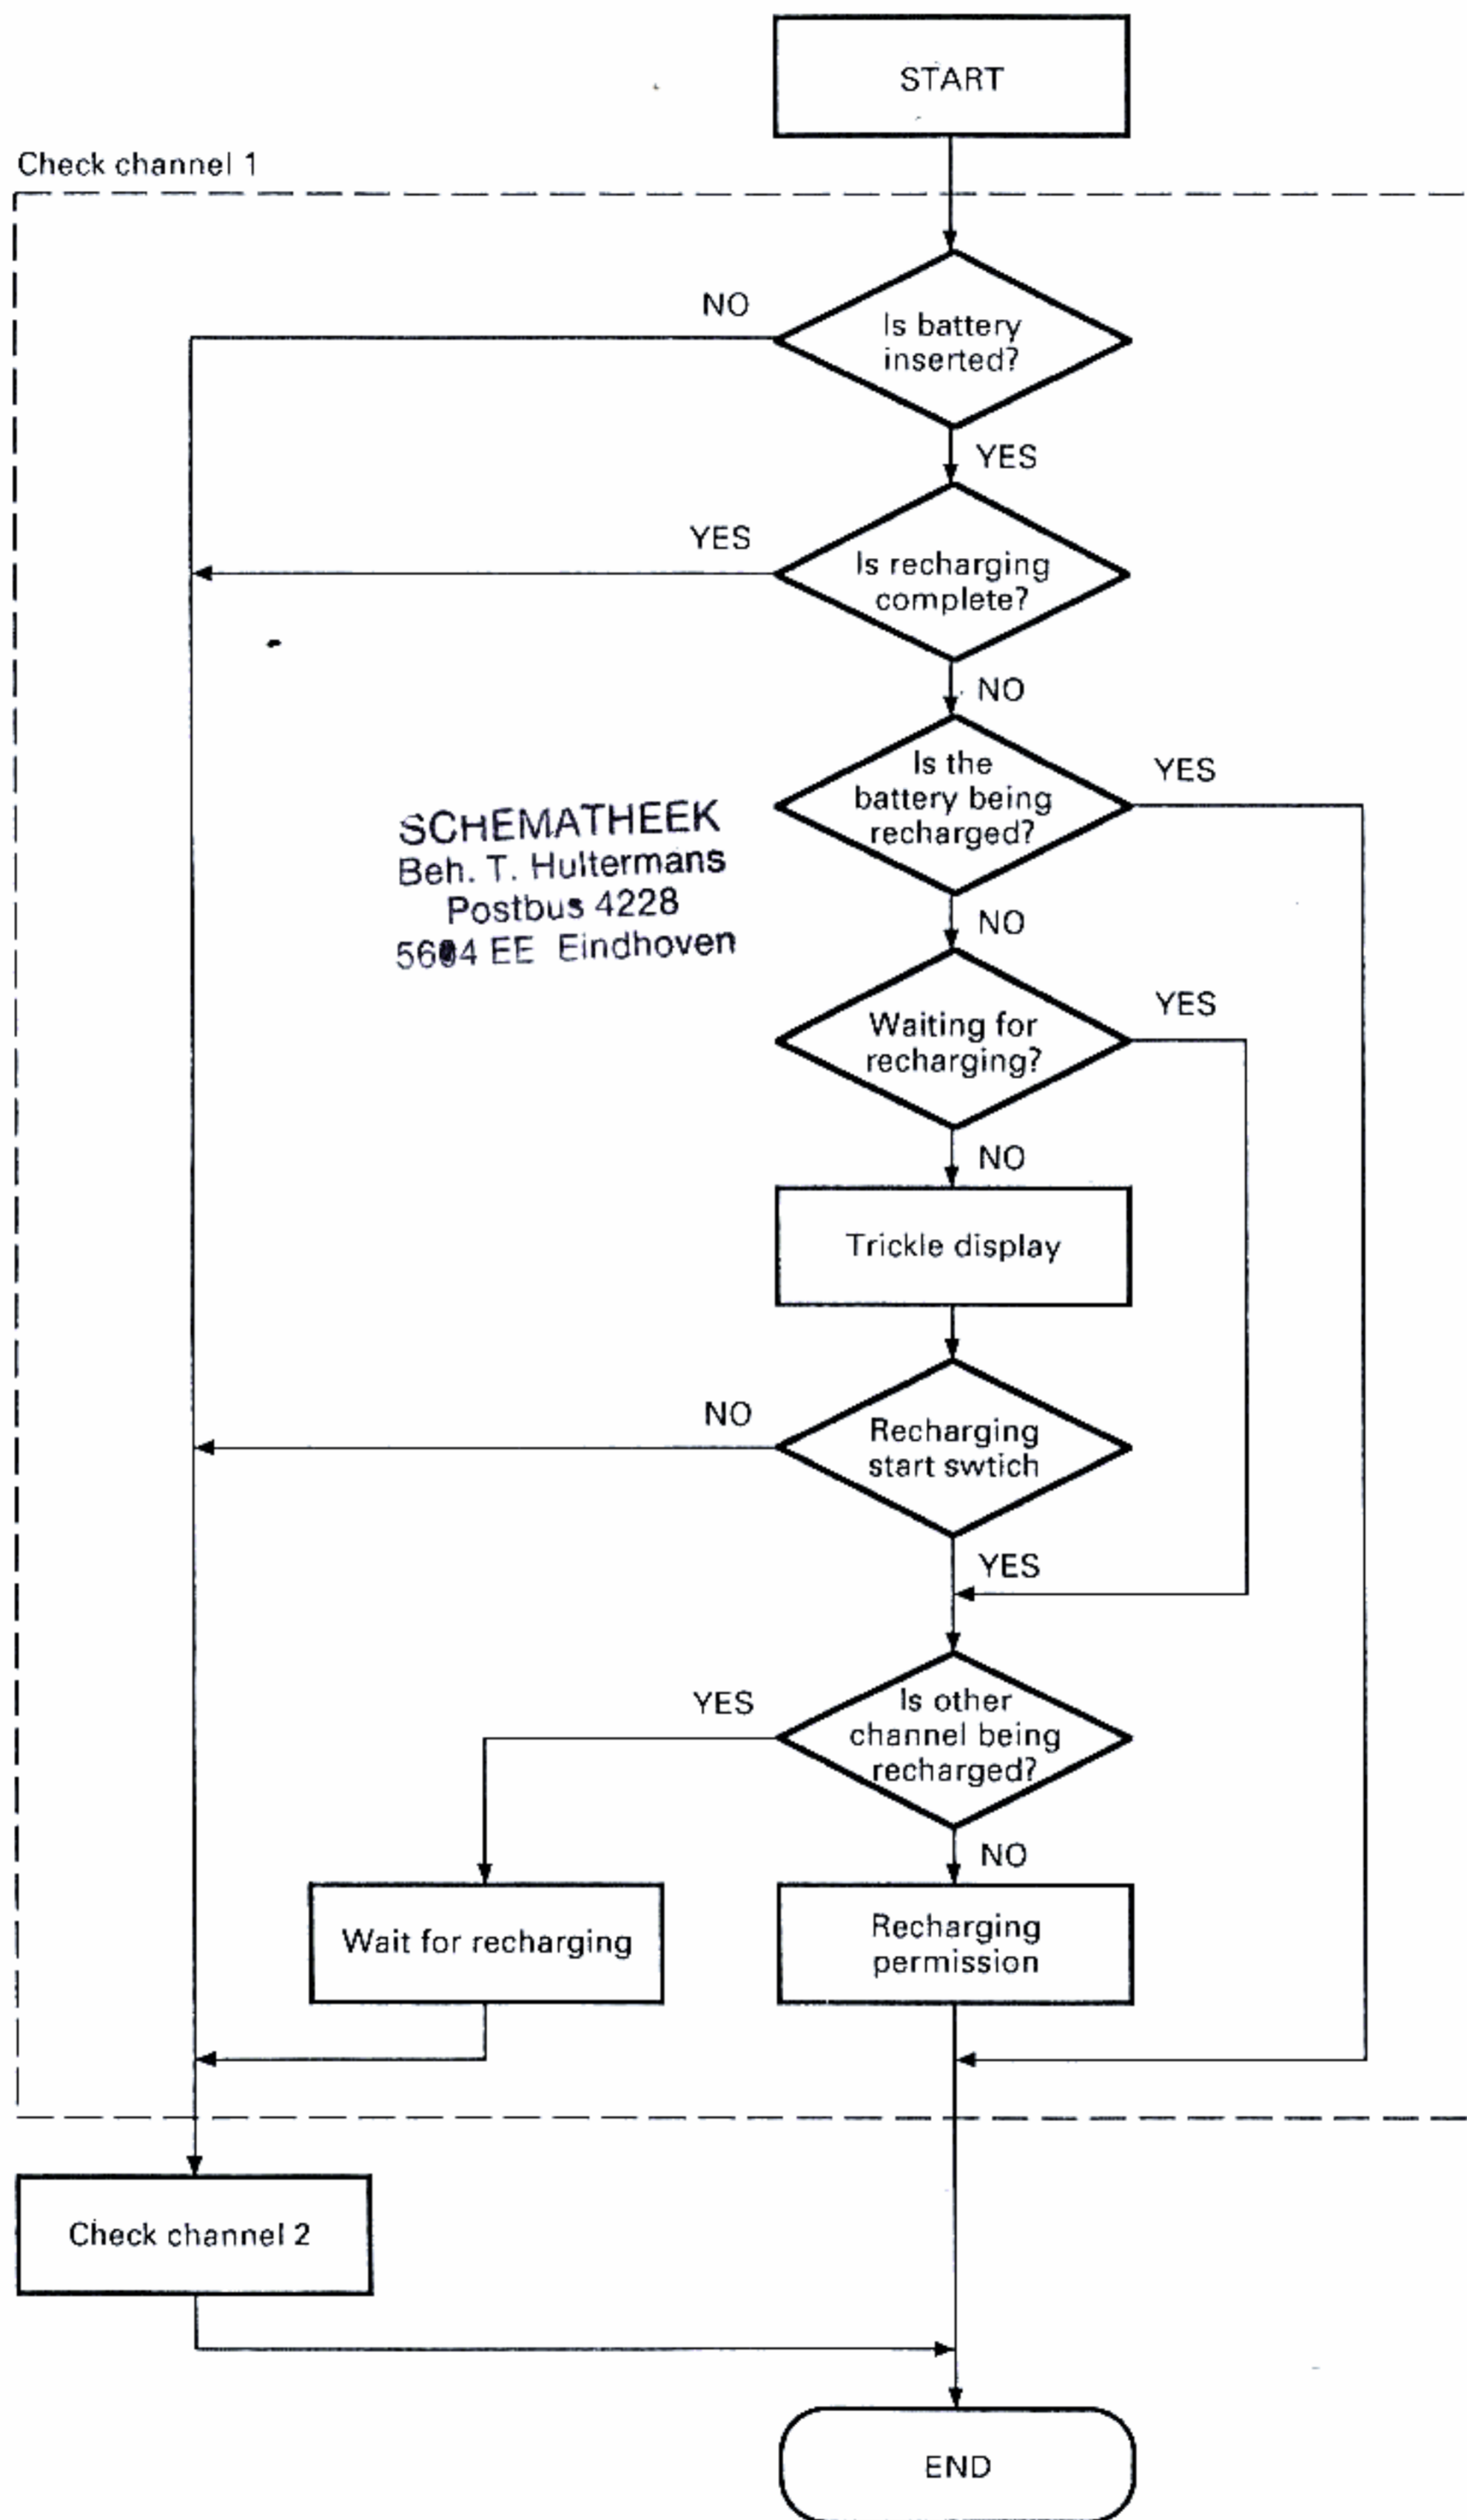 START
Check channel 1
NO
Is battery
inserted?
YES
YES
Is recharging
complete?
NO
Is the
battery being
recharged?
YES
SCHEMATHEEK
Beh. T. Hultermans
Postbus 4228
EE Eindhoven
NO
Waiting for
recharging?
YES
NO
Trickle display
NO
Recharging
start swtich
YES
YES
Is other
channel being
recharged?
NO
Wait for recharging
Recharging
permission
Check channel 2
END